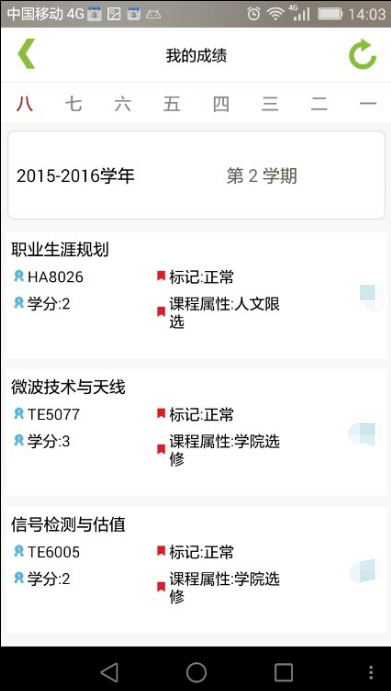 中国移动 4G 4G 14:03
我的成绩
八 七 六 五 四 三 二 一
2015-2016学年 第 2 学期
职业生涯规划
HA8026 标记:正常
学分:2 课程属性:人文限
选
微波技术与天线
TE5077 标记:正常
学分:3 课程属性:学院选
修
信号检测与估值
TE6005 标记:正常
学分:2 课程属性:学院选
修